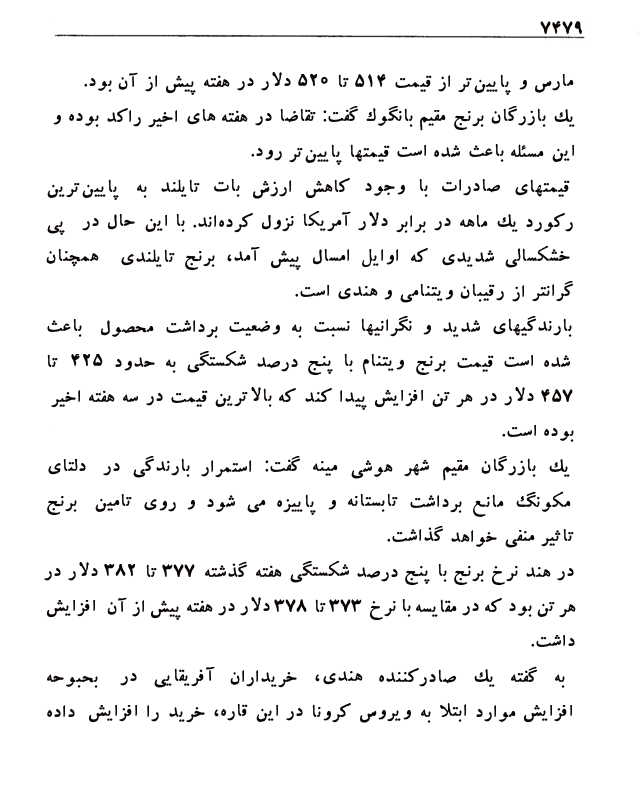 ۷۴۷۹
مارس و پایین‌تر از قیمت ۵۱۴ تا ۵۲۰ دلار در هفته پیش از آن بود.
یك بازرگان برنج مقیم بانگوك گفت: تقاضا در هفته های اخیر راکد بوده و
این مسئله باعث شده است قیمتها پایین‌تر رود.
قیمتهای صادرات با وجود کاهش ارزش بات تایلند به پایین‌ترین
رکورد یك ماهه در برابر دلار آمریکا نزول کرده‌اند. با این حال در پی
خشکسالی شدیدی که اوایل امسال پیش آمد، برنج تایلندی همچنان
گرانتر از رقیبان ویتنامی و هندی است.
بارندگیهای شدید و نگرانیها نسبت به وضعیت برداشت محصول باعث
شده است قیمت برنج ویتنام با پنج درصد شکستگی به حدود ۴۲۵ تا
۴۵۷ دلار در هر تن افزایش پیدا کند که بالاترین قیمت در سه هفته اخیر
بوده است.
یك بازرگان مقیم شهر هوشی مینه گفت: استمرار بارندگی در دلتای
مکونگ مانع برداشت تابستانه و پاییزه می شود و روی تامین برنج
تاثیر منفی خواهد گذاشت.
در هند نرخ برنج با پنج درصد شکستگی هفته گذشته ۳۷۷ تا ۳۸۲ دلار در
هر تن بود که در مقایسه با نرخ ۳۷۳ تا ۳۷۸ دلار در هفته پیش از آن افزایش
داشت.
به گفته یك صادرکننده هندی، خریداران آفریقایی در بحبوحه
افزایش موارد ابتلا به ویروس کرونا در این قاره، خرید را افزایش داده